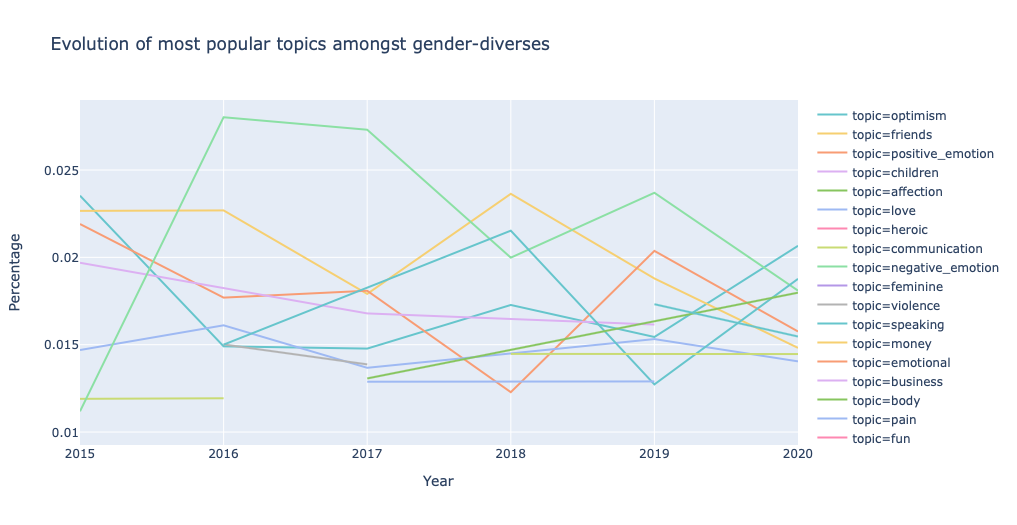 Evolution of most popular topics amongst gender-diverses
Percentage
0.025
0.02
0.015
0.01
2015
2016
2017
2018
2019
2020
Year
topic=optimism
topic=friends
topic=positive_emotion
topic=children
topic=affection
topic=love
topic=heroic
topic=communication
topic=negative_emotion
topic=feminine
topic=violence
topic=speaking
topic=money
topic=emotional
topic=business
topic=body
topic=pain
topic=fun